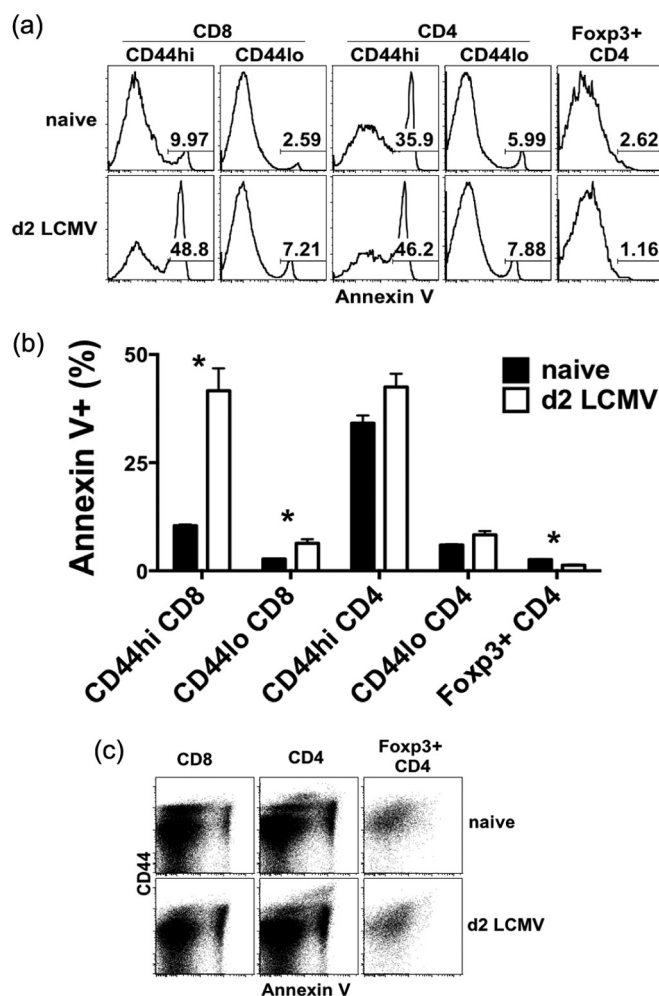 (a)
CD8 CD4 Foxp3+
CD44hi CD44lo CD44hi CD44lo CD4
naive 9.97 2.59 35.9 5.99 2.62
d2 LCMV 48.8 7.21 46.2 7.88 1.16
Annexin V
(b)
Annexin V+ (%)
50
25
0
* * *
naive
d2 LCMV
CD44hi CD8
CD44lo CD8
CD44hi CD4
CD44lo CD4
Foxp3+ CD4
(c)
CD8 CD4 Foxp3+
CD4
naive
CD44
d2 LCMV
Annexin V